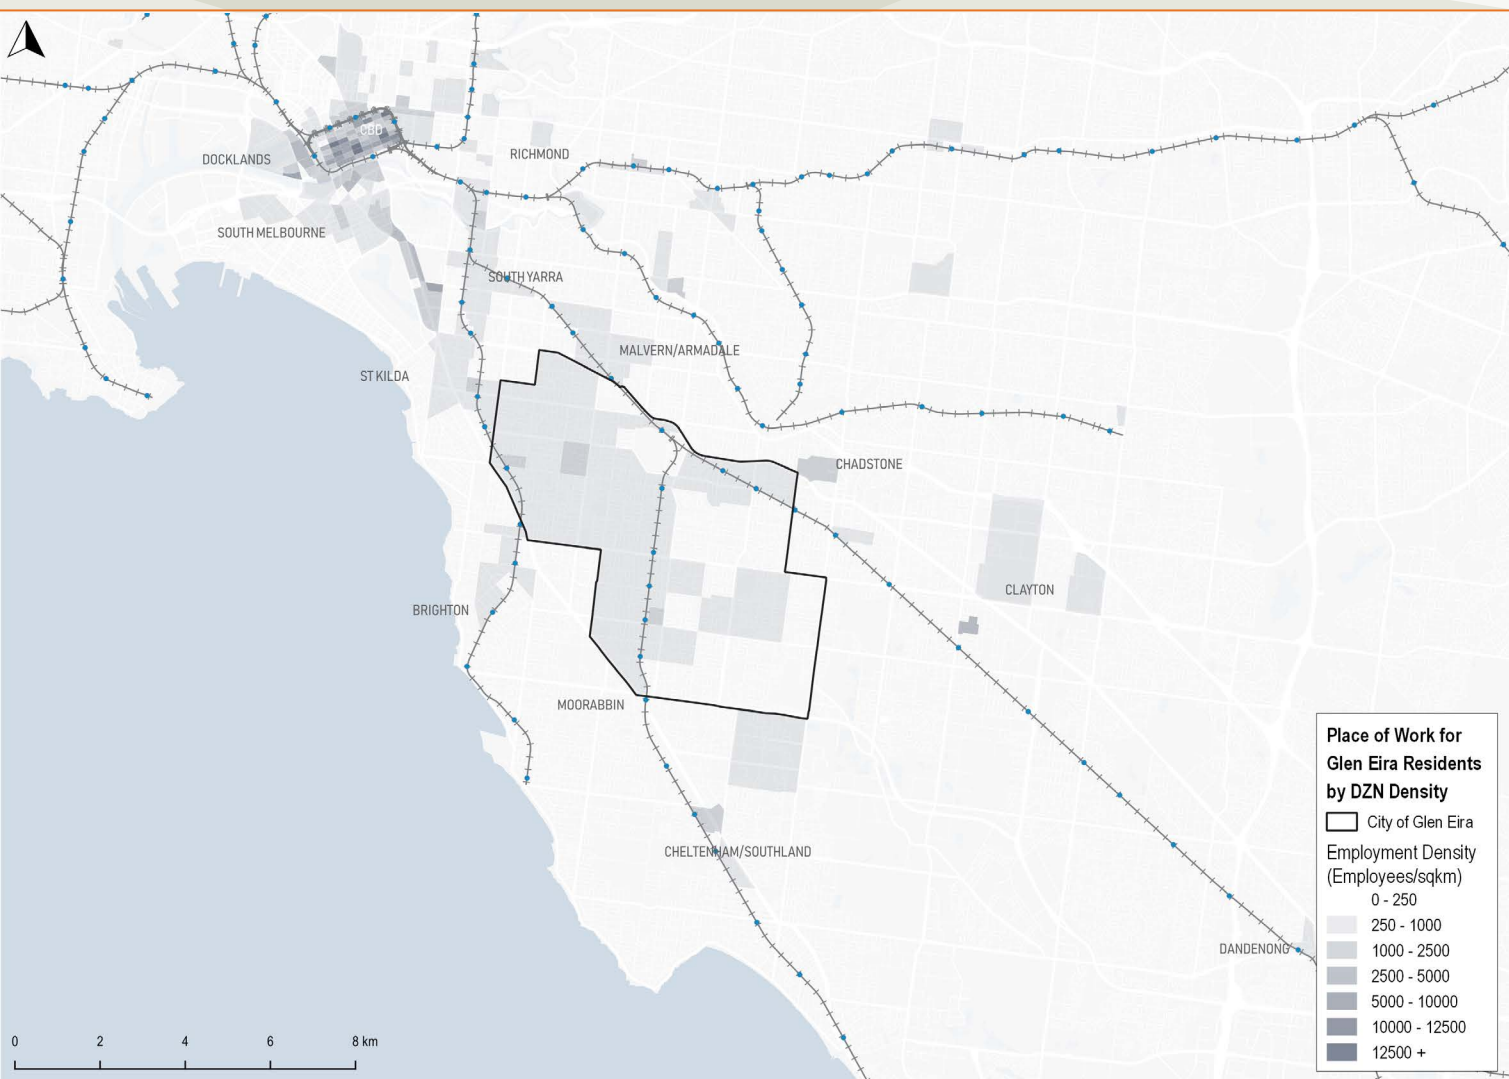 CBD
DOCKLANDS
RICHMOND
SOUTH MELBOURNE
SOUTH YARRA
MALVERN/ARMADALE
ST KILDA
CHADSTONE
CLAYTON
BRIGHTON
MOORABBIN
CHELTENHAM/SOUTHLAND
DANDENONG
Place of Work for
Glen Eira Residents
by DZN Density
City of Glen Eira
Employment Density
(Employees/sqkm)
0 - 250
250 - 1000
1000 - 2500
2500 - 5000
5000 - 10000
10000 - 12500
12500 +
0 2 4 6 8 km